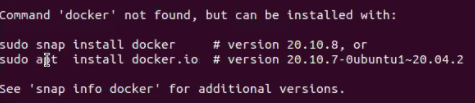 Command 'docker' not found, but can be installed with:
sudo snap install docker     # version 20.10.8, or
sudo apt  install docker.io  # version 20.10.7-0ubuntu1~20.04.2
See 'snap info docker' for additional versions.